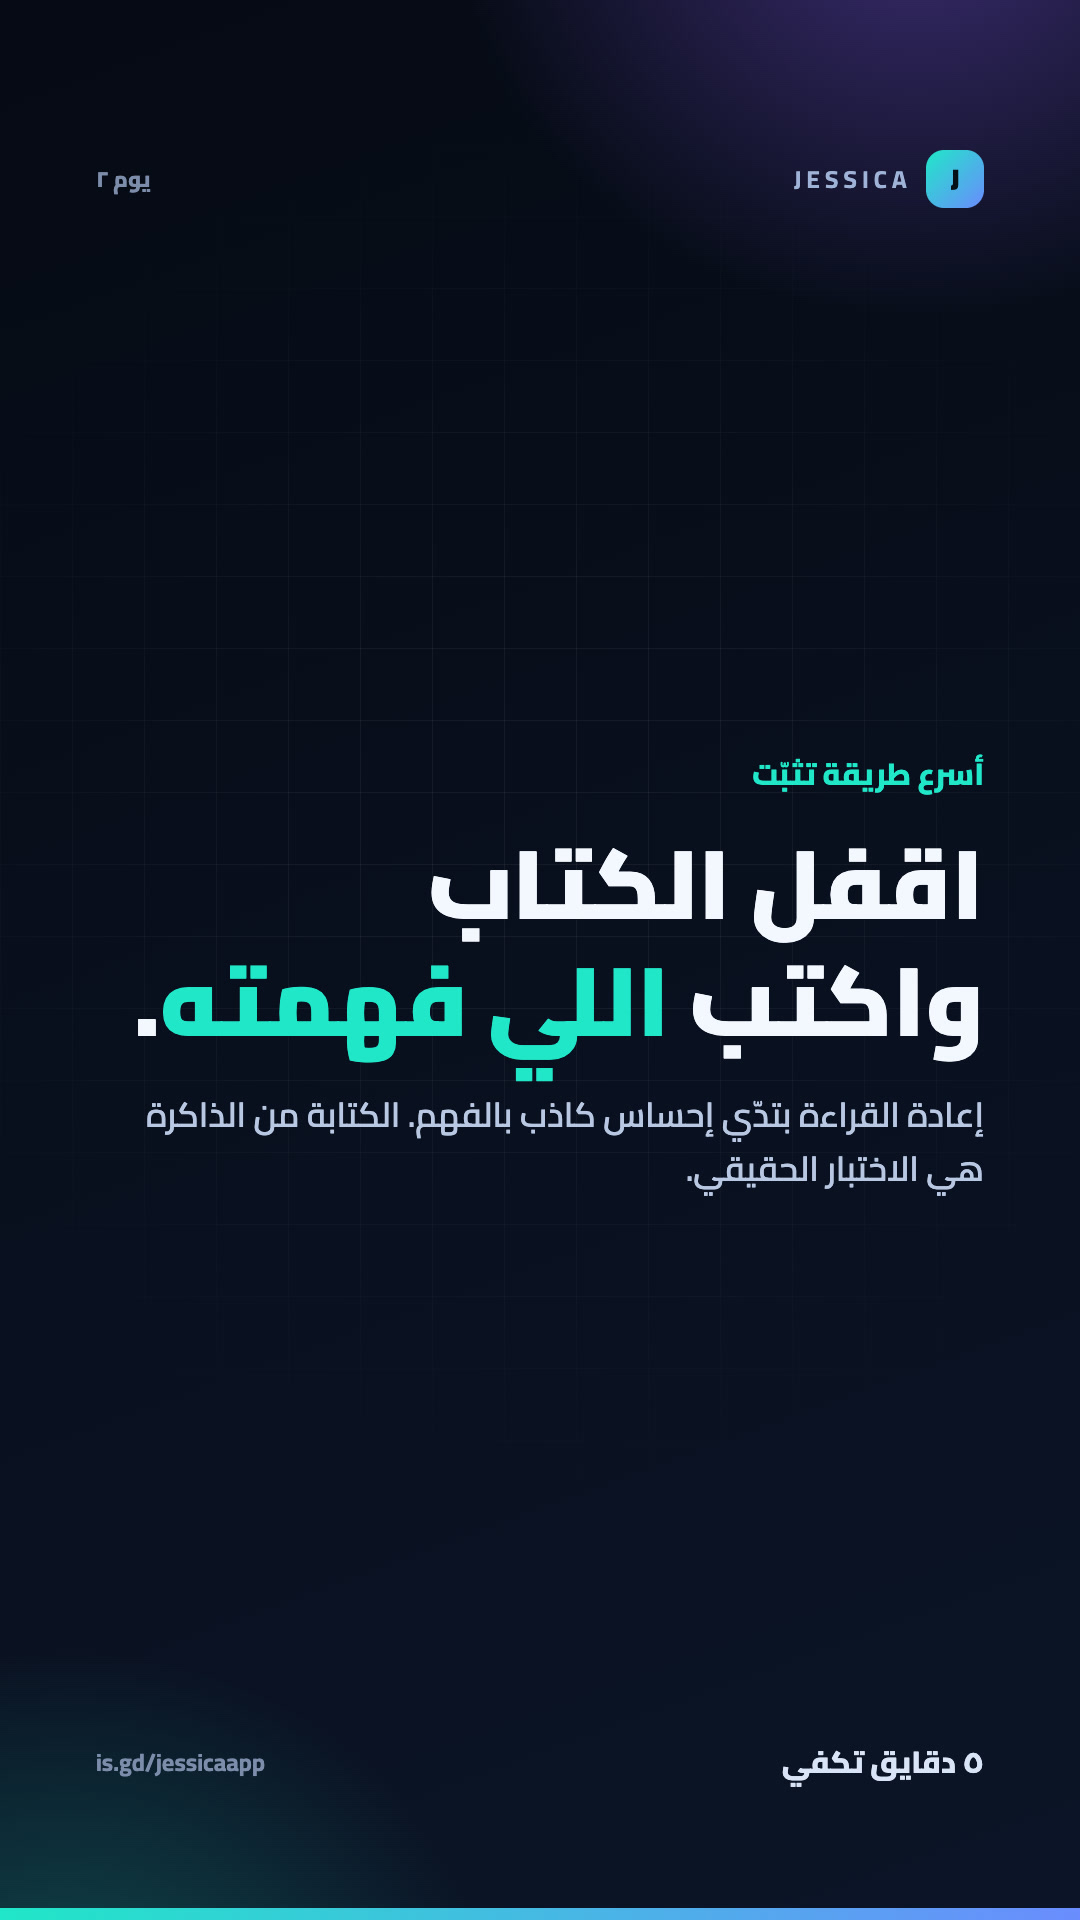 J JESSICA
يوم ٢
أسرع طريقة تثبّت
اقفل الكتاب
واكتب اللي فهمته.
إعادة القراءة بتدّي إحساس كاذب بالفهم. الكتابة من الذاكرة
هي الاختبار الحقيقي.
٥ دقايق تكفي
is.gd/jessicaapp